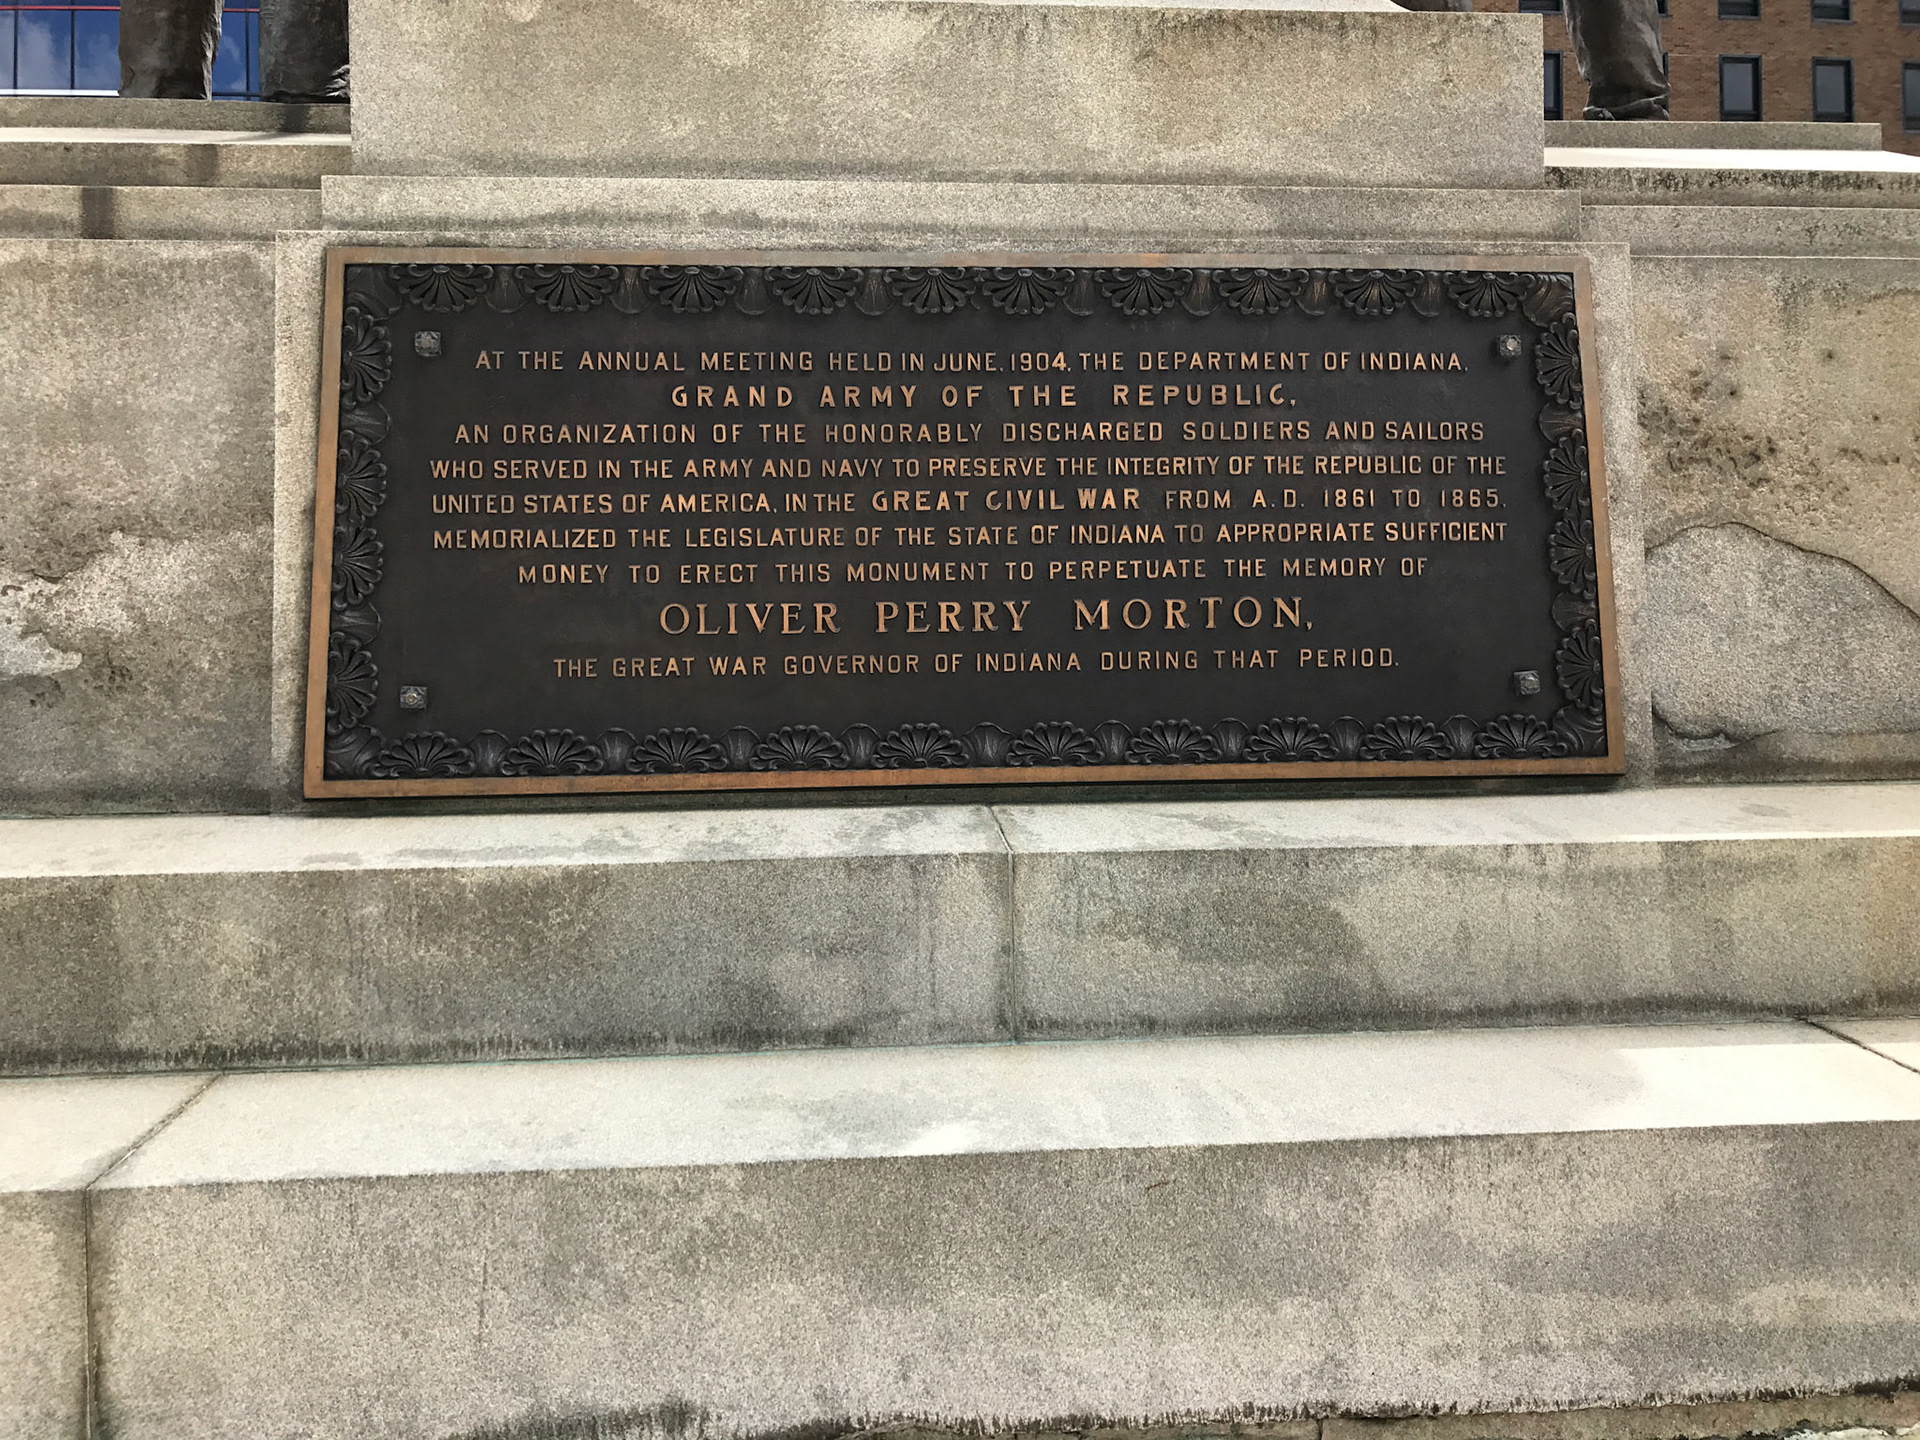 AT THE ANNUAL MEETING HELD IN JUNE, 1904, THE DEPARTMENT OF INDIANA,
GRAND ARMY OF THE REPUBLIC,
AN ORGANIZATION OF THE HONORABLY DISCHARGED SOLDIERS AND SAILORS
WHO SERVED IN THE ARMY AND NAVY TO PRESERVE THE INTEGRITY OF THE REPUBLIC OF THE
UNITED STATES OF AMERICA, IN THE GREAT CIVIL WAR FROM A.D. 1861 TO 1865,
MEMORIALIZED THE LEGISLATURE OF THE STATE OF INDIANA TO APPROPRIATE SUFFICIENT
MONEY TO ERECT THIS MONUMENT TO PERPETUATE THE MEMORY OF
OLIVER PERRY MORTON,
THE GREAT WAR GOVERNOR OF INDIANA DURING THAT PERIOD.